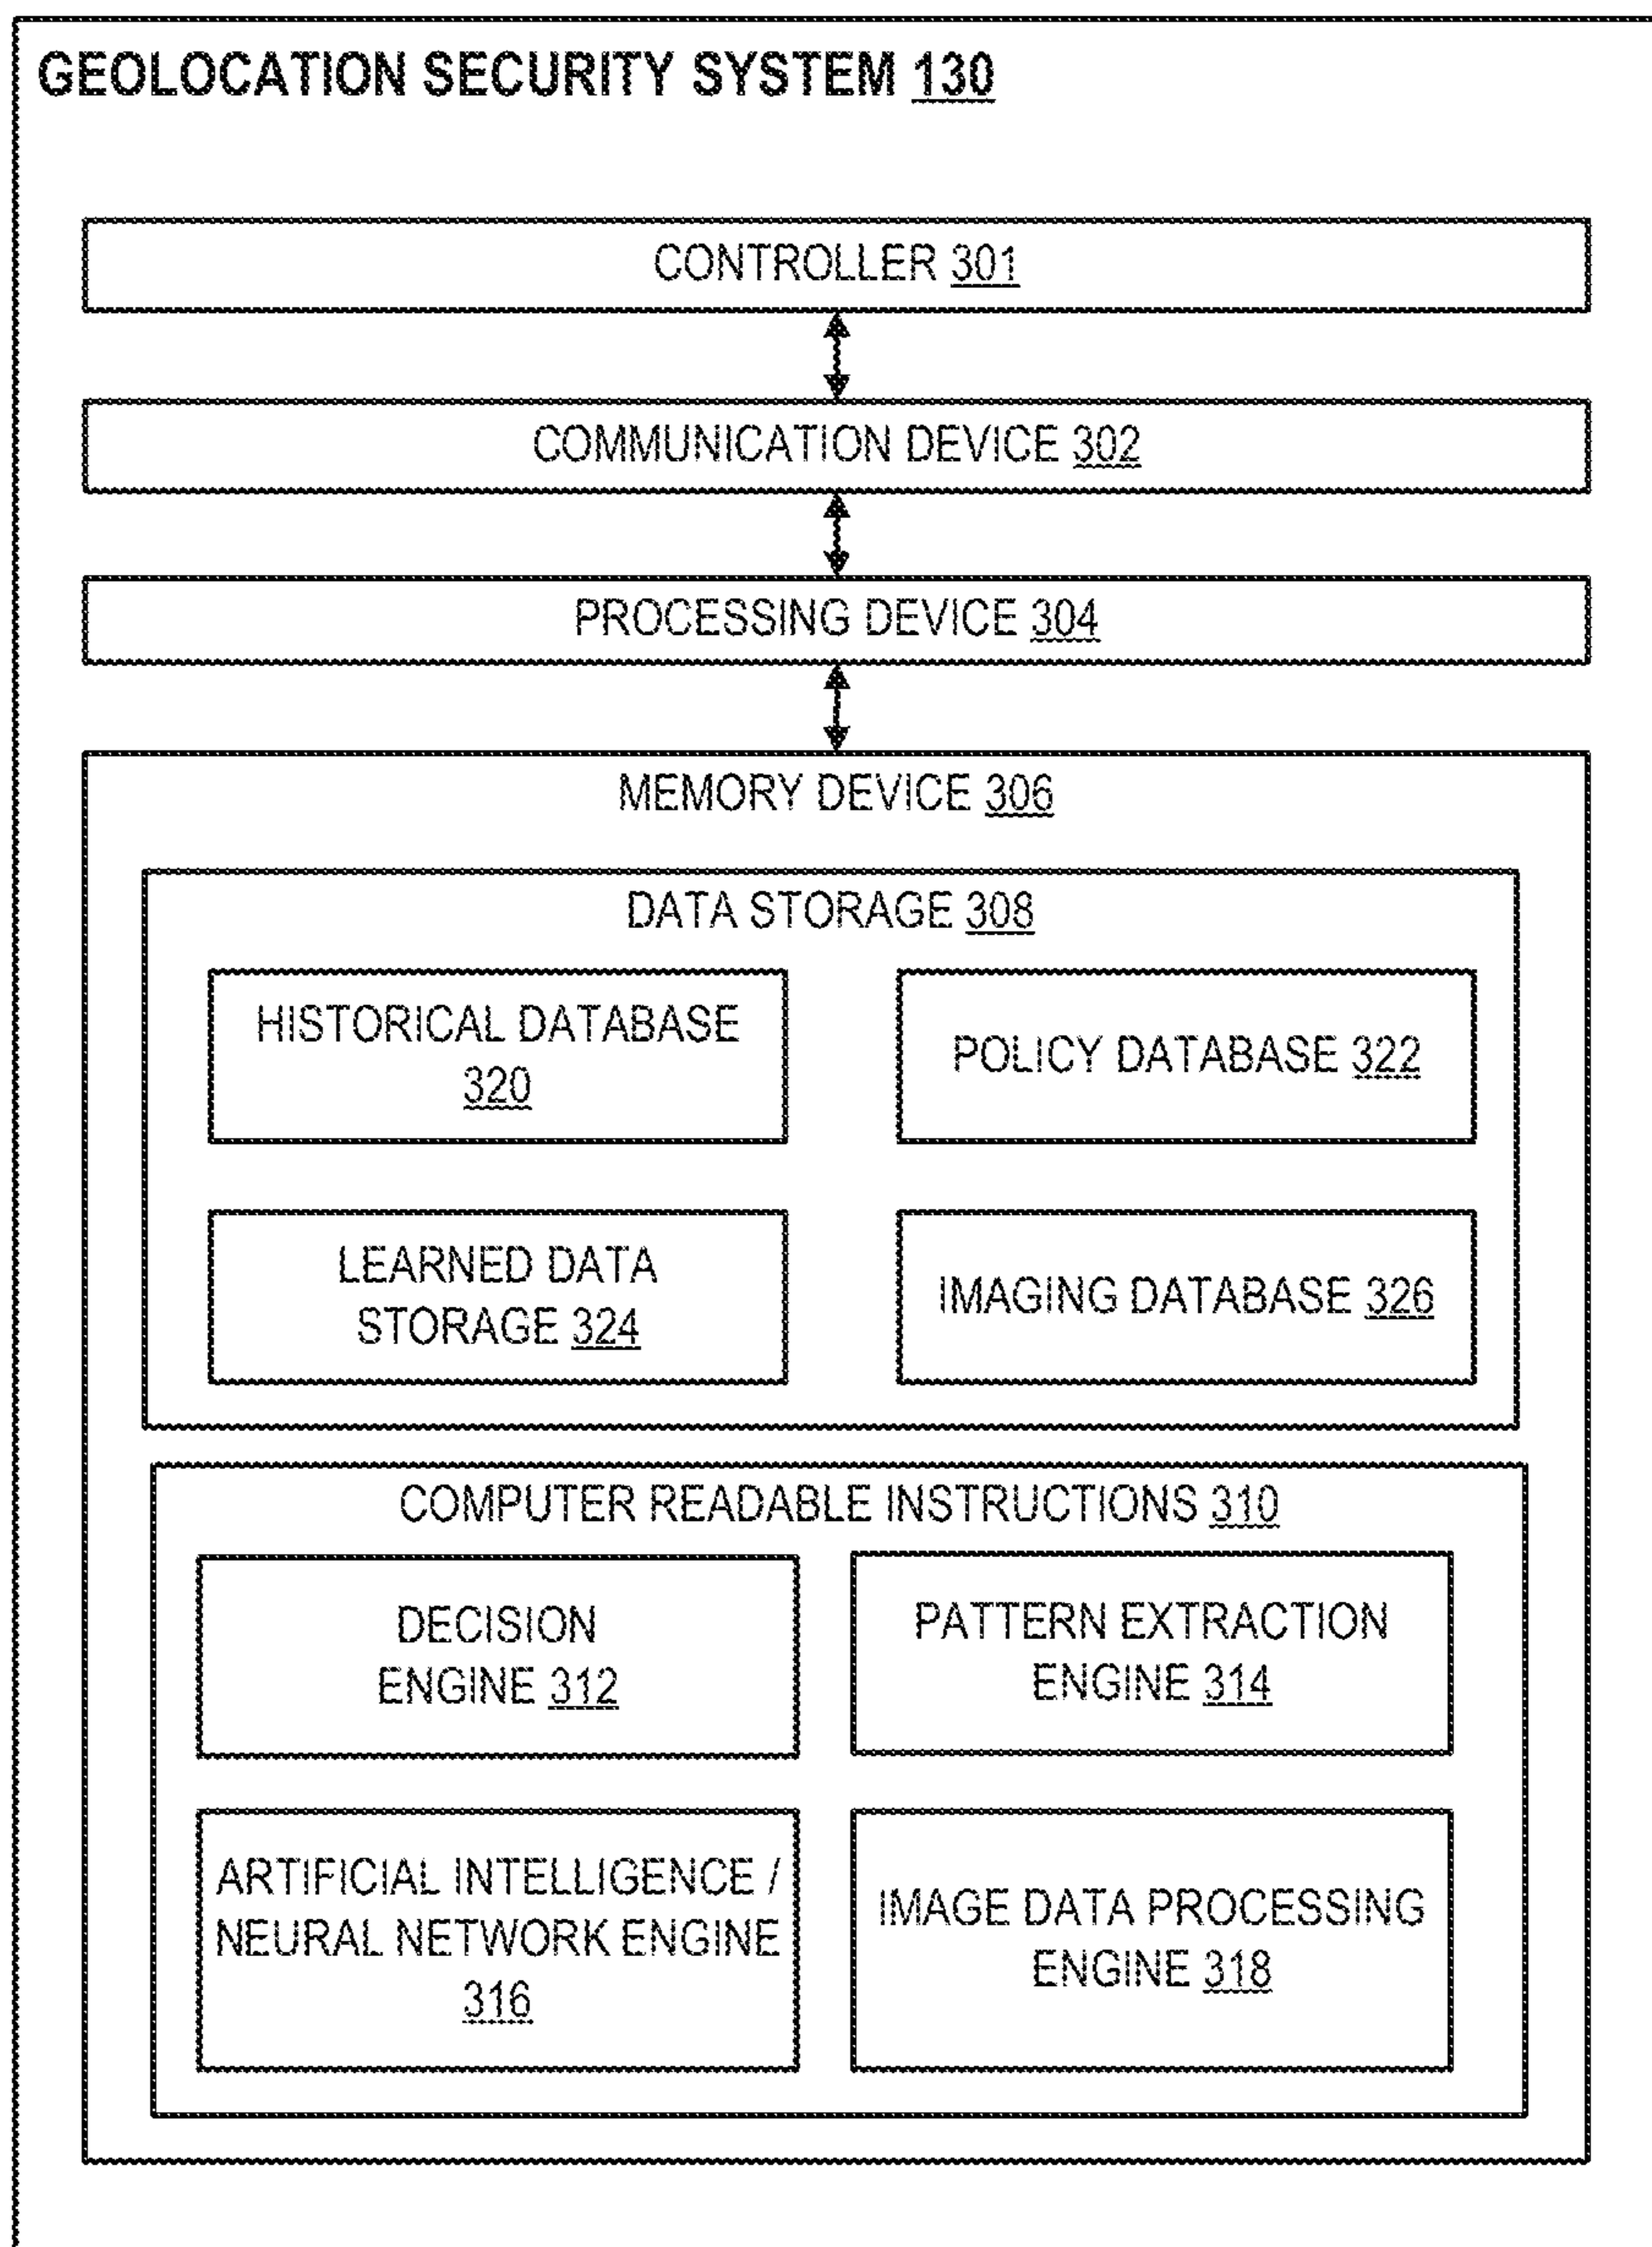 GEOLOCATION SECURITY SYSTEM 130
CONTROLLER 301
COMMUNICATION DEVICE 302
PROCESSING DEVICE 304
MEMORY DEVICE 306
DATA STORAGE 308
HISTORICAL DATABASE
320
POLICY DATABASE 322
LEARNED DATA
STORAGE 324
IMAGING DATABASE 326
COMPUTER READABLE INSTRUCTIONS 310
DECISION
ENGINE 312
PATTERN EXTRACTION
ENGINE 314
ARTIFICIAL INTELLIGENCE /
NEURAL NETWORK ENGINE
316
IMAGE DATA PROCESSING
ENGINE 318